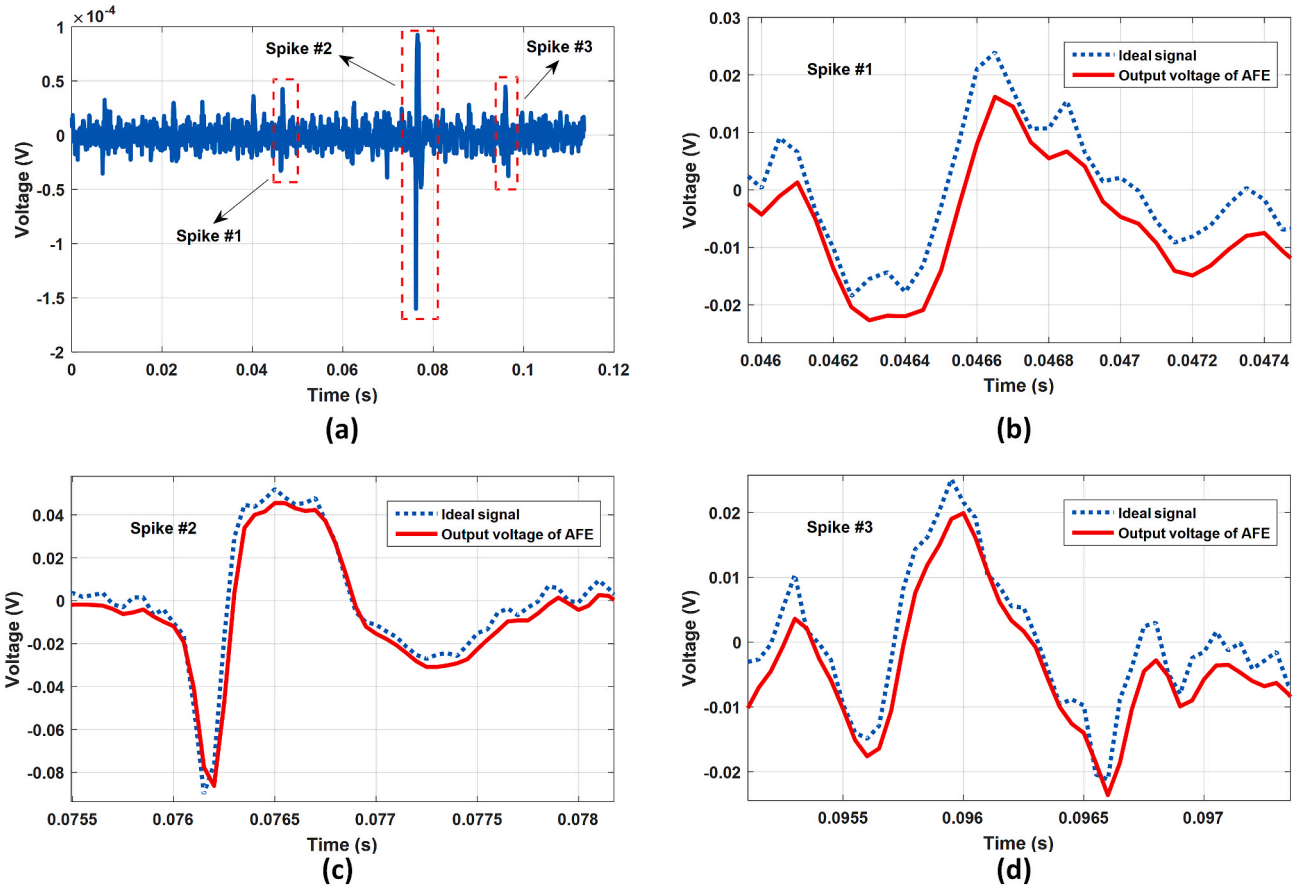 ×10⁻⁴
1
0.5
0
-0.5
-1
-1.5
-2
Voltage (V)
Spike #1
Spike #2
Spike #3
0 0.02 0.04 0.06 0.08 0.1 0.12
Time (s)
(a)
0.03
0.02
0.01
0
-0.01
-0.02
Voltage (V)
Spike #1
Ideal signal
Output voltage of AFE
0.046 0.0462 0.0464 0.0466 0.0468 0.047 0.0472 0.0474
Time (s)
(b)
0.04
0.02
0
-0.02
-0.04
-0.06
-0.08
Voltage (V)
Spike #2
Ideal signal
Output voltage of AFE
0.0755 0.076 0.0765 0.077 0.0775 0.078
Time (s)
(c)
0.02
0.01
0
-0.01
-0.02
Voltage (V)
Spike #3
Ideal signal
Output voltage of AFE
0.0955 0.096 0.0965 0.097
Time (s)
(d)